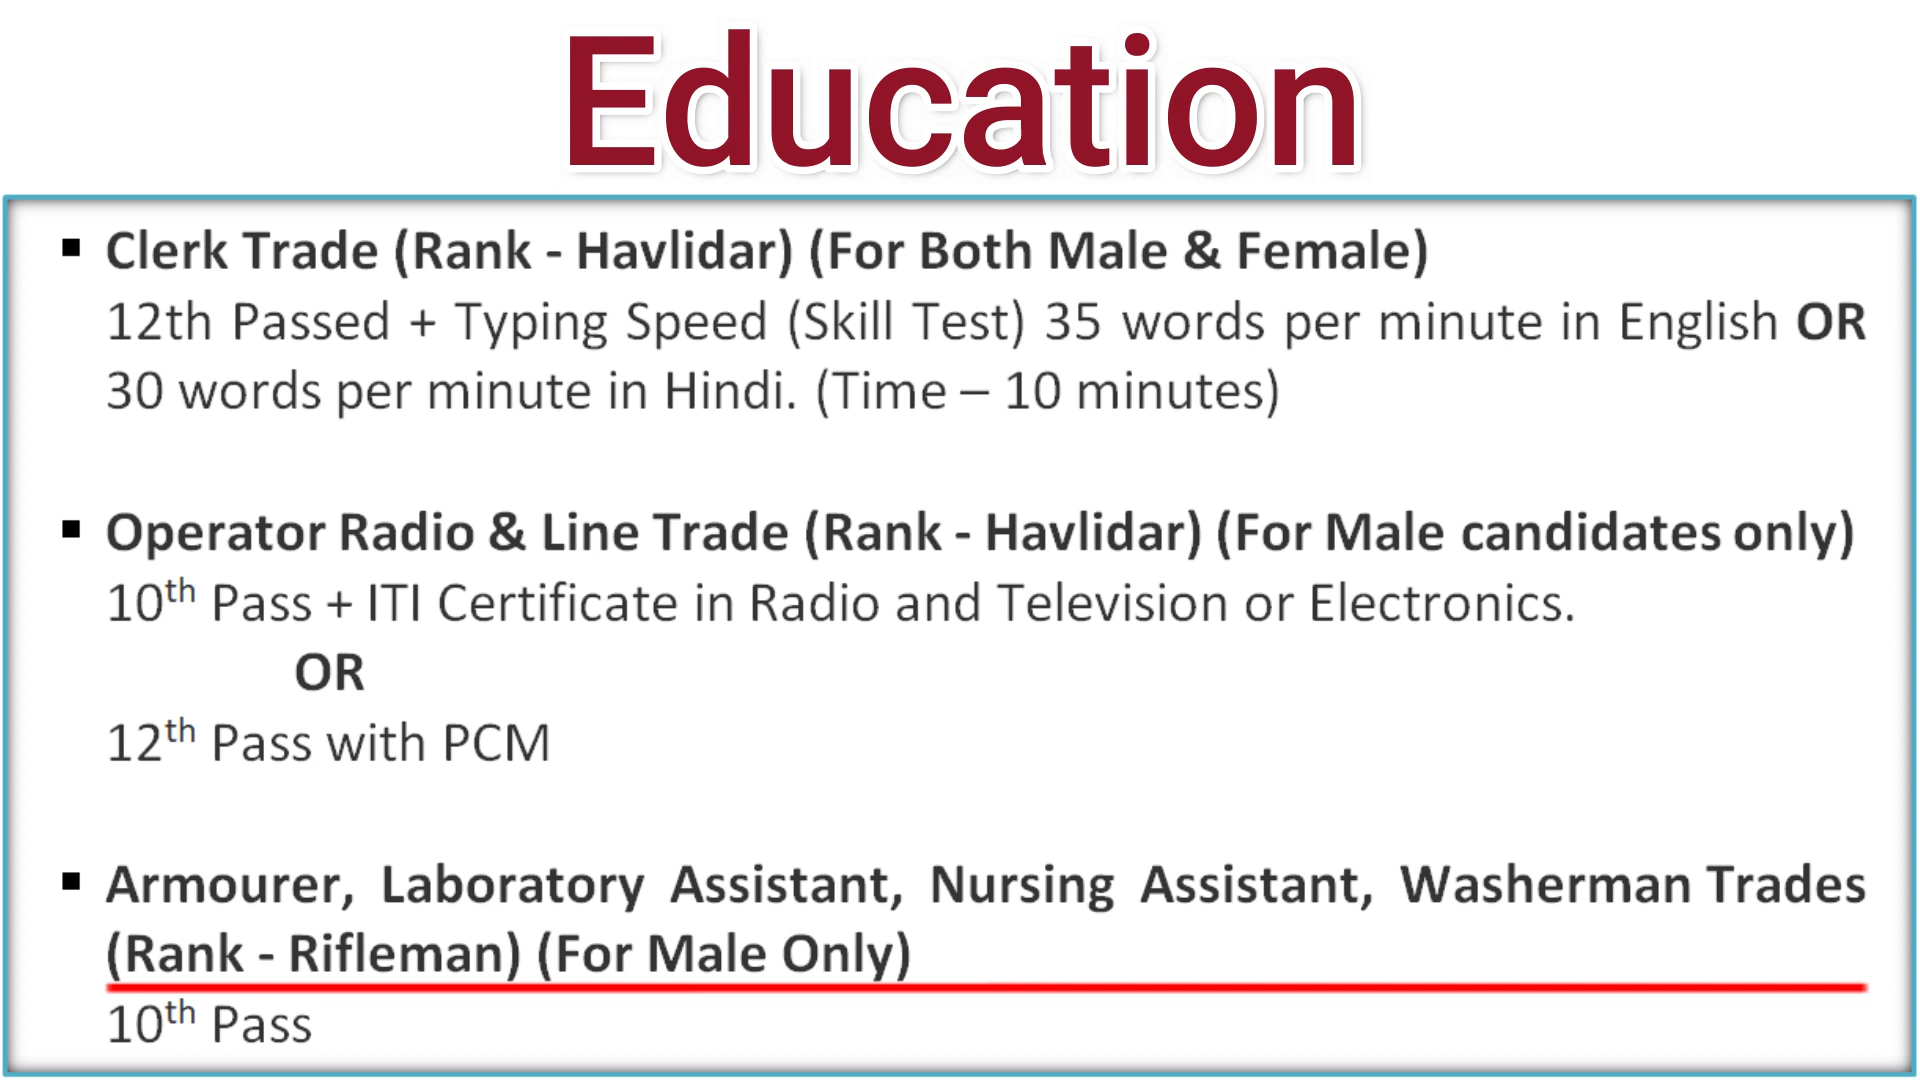 Education
▪ Clerk Trade (Rank - Havlidar) (For Both Male & Female)
12th Passed + Typing Speed (Skill Test) 35 words per minute in English OR
30 words per minute in Hindi. (Time – 10 minutes)
▪ Operator Radio & Line Trade (Rank - Havlidar) (For Male candidates only)
10th Pass + ITI Certificate in Radio and Television or Electronics.
OR
12th Pass with PCM
▪ Armourer, Laboratory Assistant, Nursing Assistant, Washerman Trades
(Rank - Rifleman) (For Male Only)
10th Pass